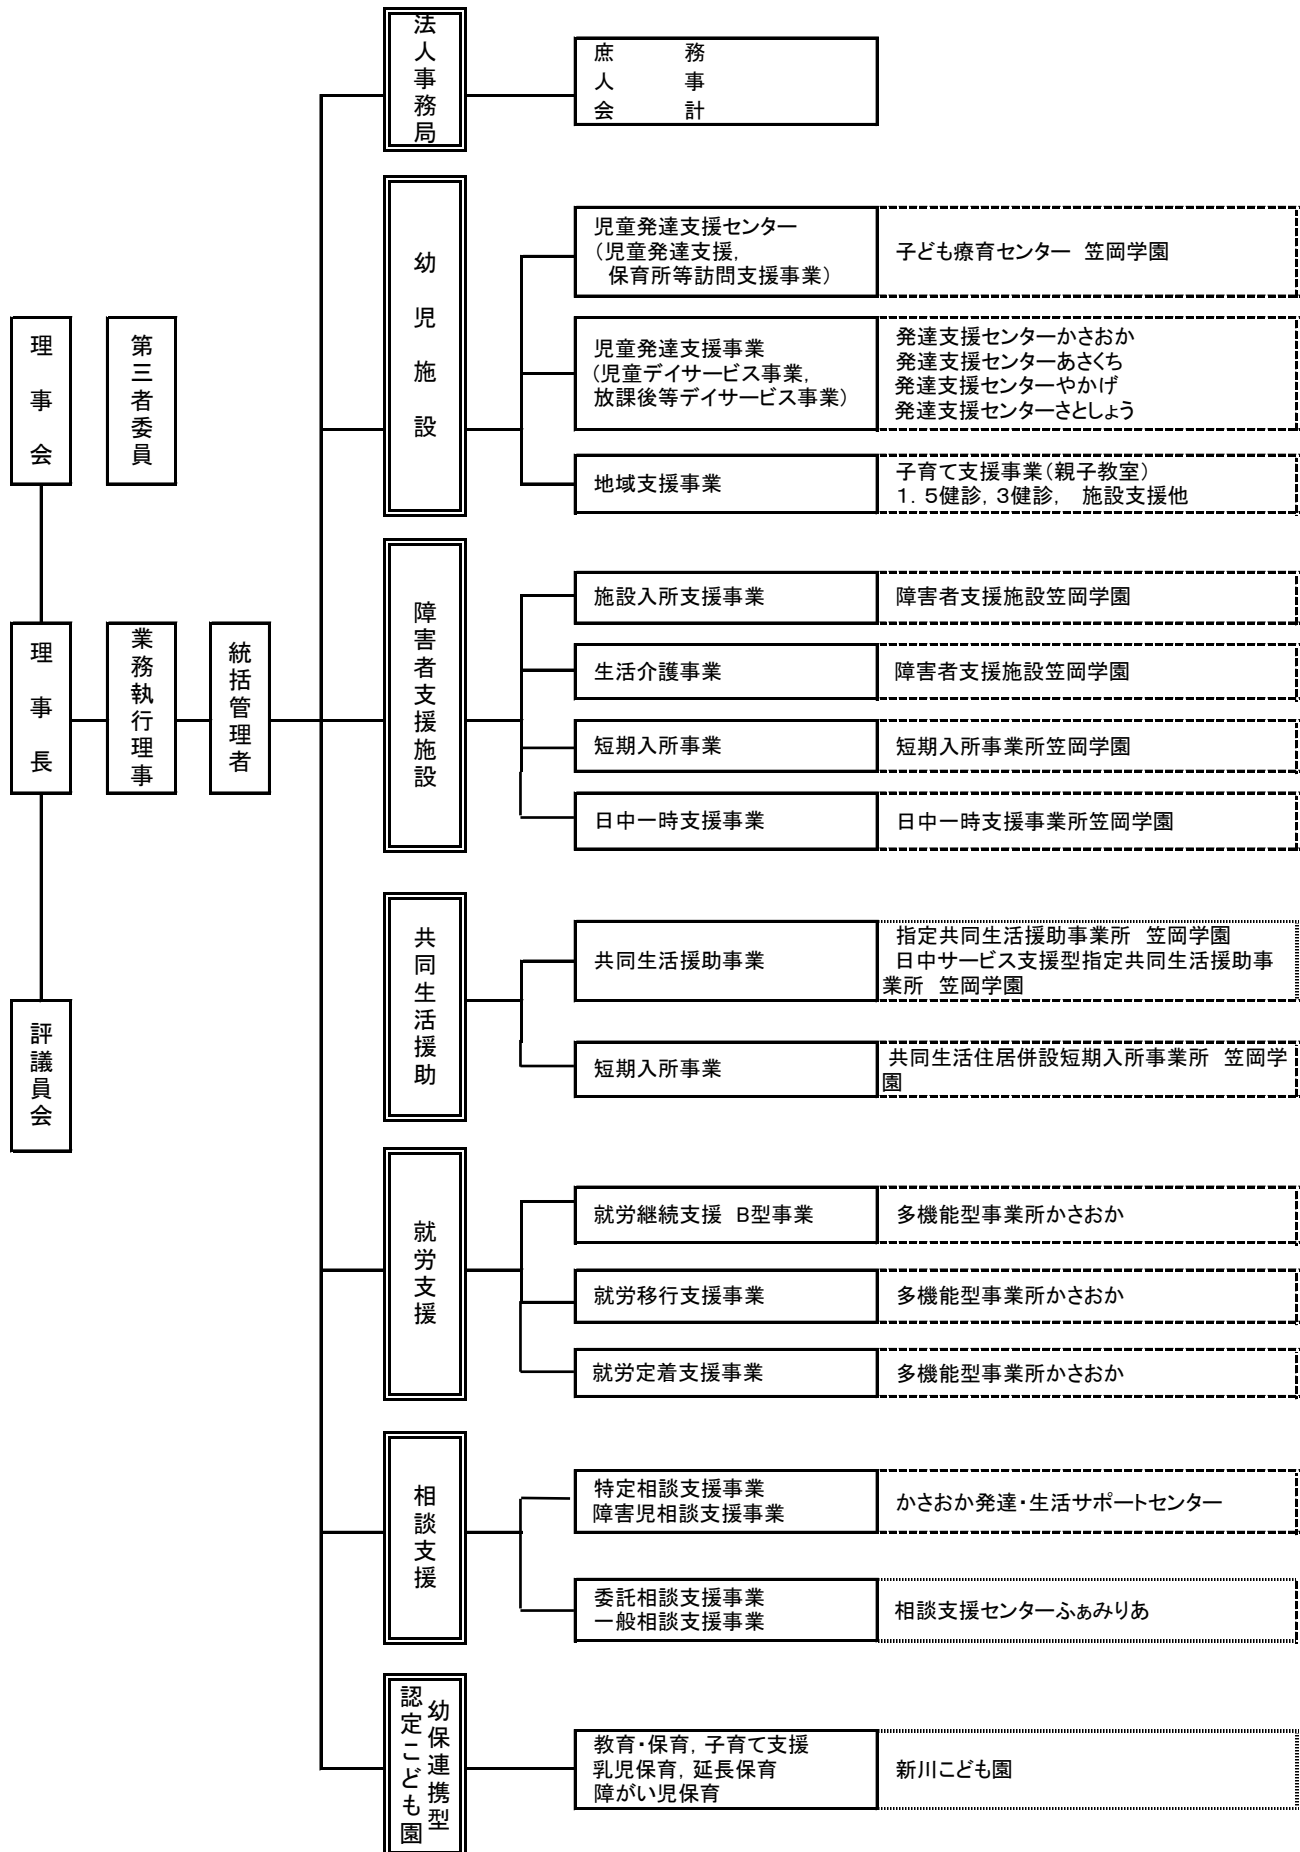 理事会
第三者委員
理事長
業務執行理事
統括管理者
評議員会
法人事務局
庶　　　務
人　　　事
会　　　計
幼児施設
児童発達支援センター
（児童発達支援,
保育所等訪問支援事業）
子ども療育センター　笠岡学園
児童発達支援事業
（児童デイサービス事業,
放課後等デイサービス事業）
発達支援センターかさおか
発達支援センターあさくち
発達支援センターやかげ
発達支援センターさとしょう
地域支援事業
子育て支援事業（親子教室）
1．5健診，3健診，　施設支援他
障害者支援施設
施設入所支援事業
障害者支援施設笠岡学園
生活介護事業
障害者支援施設笠岡学園
短期入所事業
短期入所事業所笠岡学園
日中一時支援事業
日中一時支援事業所笠岡学園
共同生活援助
共同生活援助事業
指定共同生活援助事業所　笠岡学園
日中サービス支援型指定共同生活援助事
業所　笠岡学園
短期入所事業
共同生活住居併設短期入所事業所　笠岡学
園
就労支援
就労継続支援　B型事業
多機能型事業所かさおか
就労移行支援事業
多機能型事業所かさおか
就労定着支援事業
多機能型事業所かさおか
相談支援
特定相談支援事業
障害児相談支援事業
かさおか発達・生活サポートセンター
委託相談支援事業
一般相談支援事業
相談支援センターふぁみりあ
幼保連携型
認定こども園
教育・保育，子育て支援
乳児保育，延長保育
障がい児保育
新川こども園